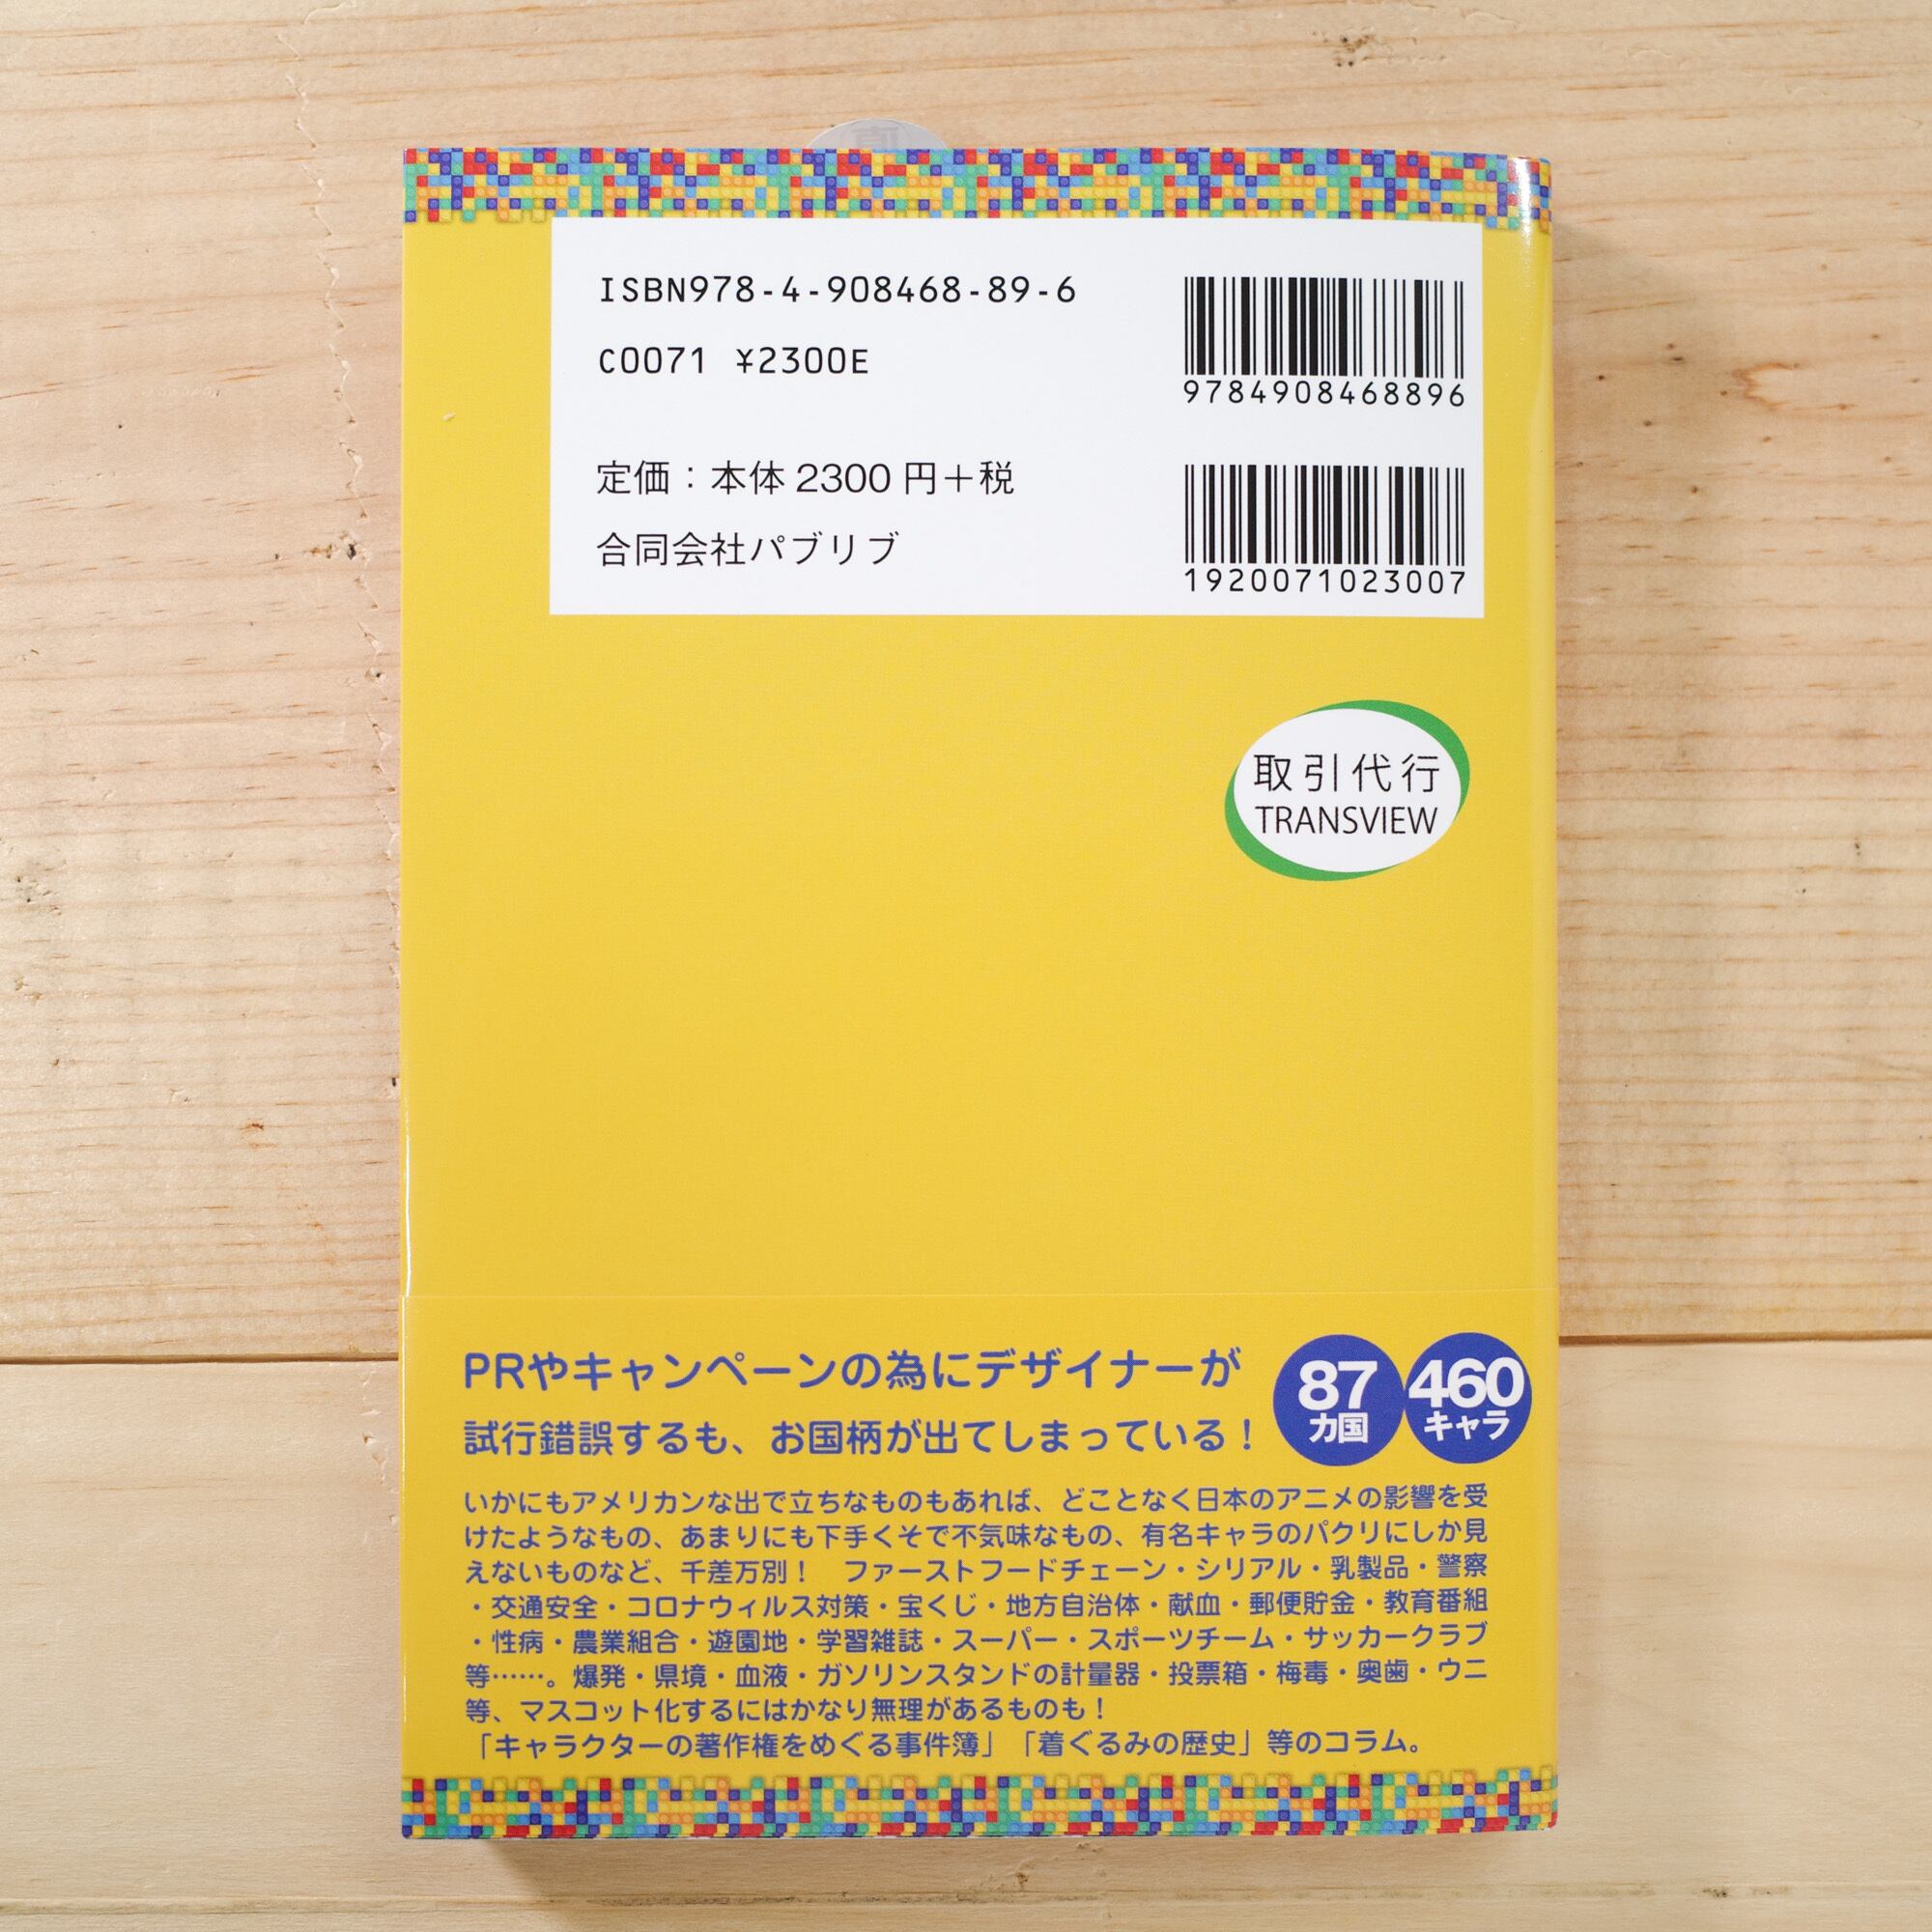 ISBN978-4-908468-89-6
C0071 ¥2300E
9784908468896
定価：本体2300円＋税
合同会社パブリブ
1920071023007
取引代行
TRANSVIEW
PRやキャンペーンの為にデザイナーが
試行錯誤するも、お国柄が出てしまっている！
87
カ国
460
キャラ
いかにもアメリカンな出で立ちなものもあれば、どことなく日本のアニメの影響を受
けたようなもの、あまりにも下手くそで不気味なもの、有名キャラのパクリにしか見
えないものなど、千差万別！　ファーストフードチェーン・シリアル・乳製品・警察
・交通安全・コロナウィルス対策・宝くじ・地方自治体・献血・郵便貯金・教育番組
・性病・農業組合・遊園地・学習雑誌・スーパー・スポーツチーム・サッカークラブ
等……。爆発・県境・血液・ガソリンスタンドの計量器・投票箱・梅毒・奥歯・ウニ
等、マスコット化するにはかなり無理があるものも！
「キャラクターの著作権をめぐる事件簿」「着ぐるみの歴史」等のコラム。